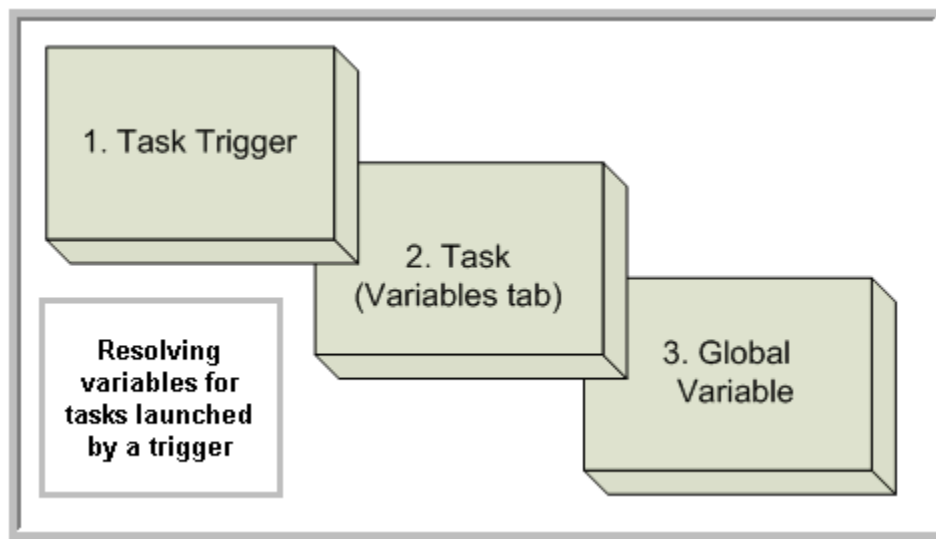 1. Task Trigger
2. Task
(Variables tab)
3. Global
Variable
Resolving
variables for
tasks launched
by a trigger